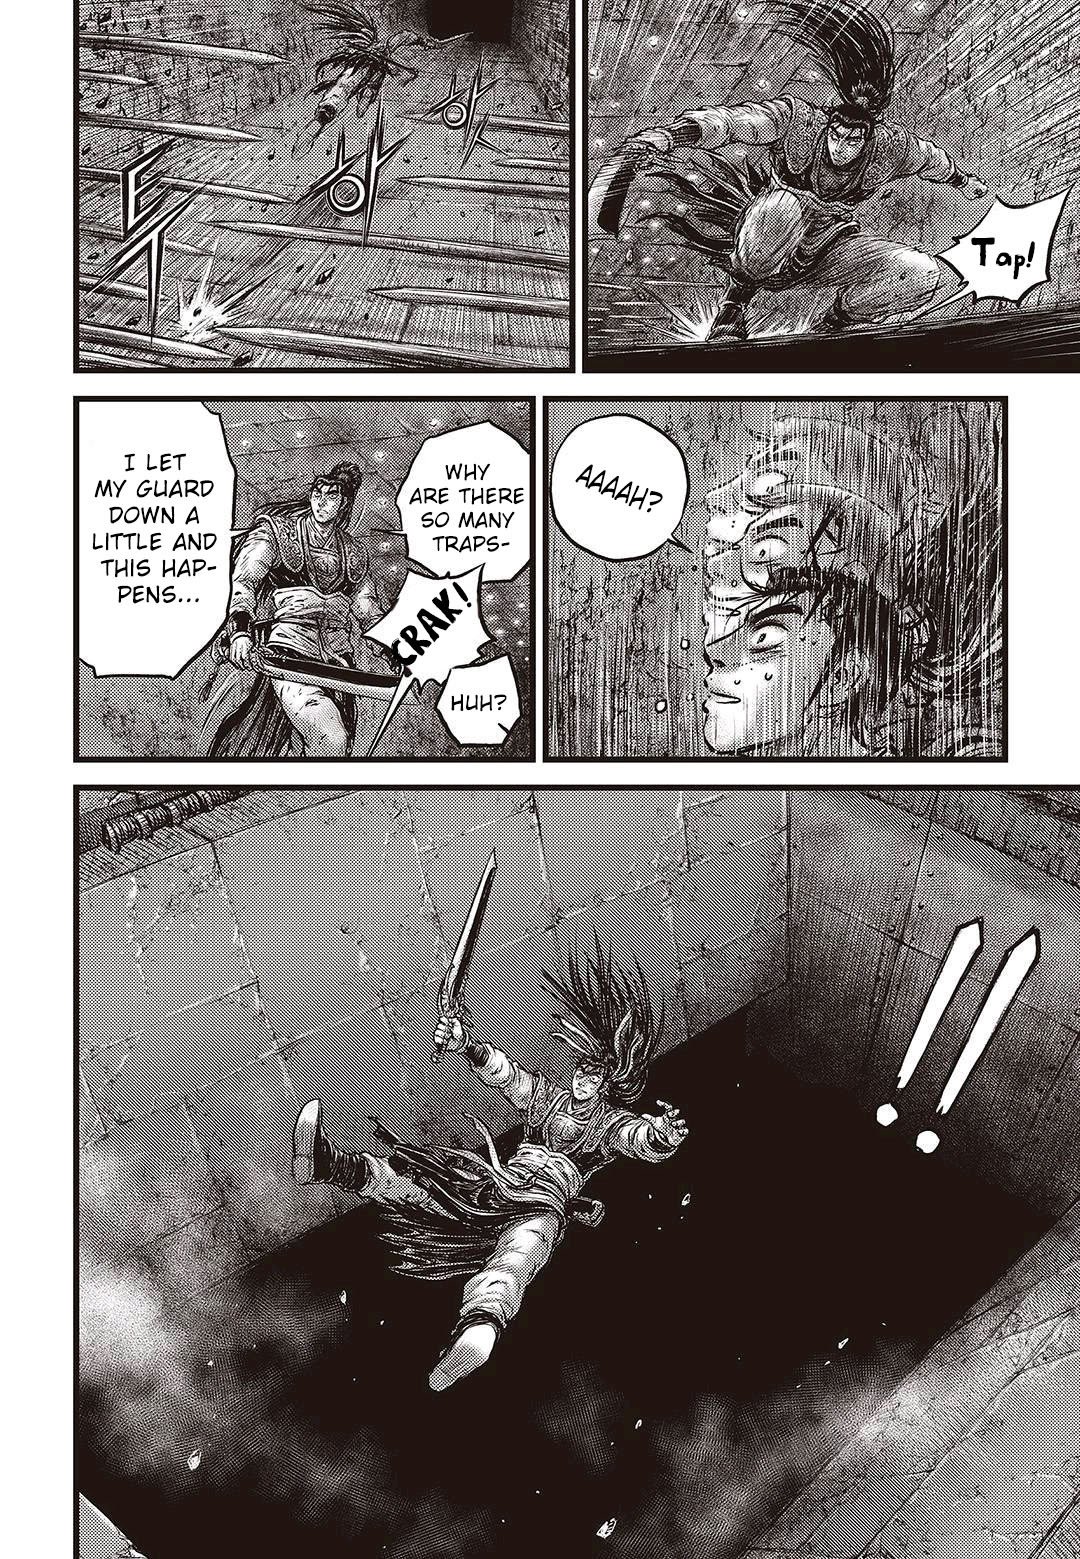 Tap!
I LET
MY GUARD
DOWN A
LITTLE AND
THIS HAP-
PENS...
WHY
ARE THERE
SO MANY
TRAPS-
CRAK!
HUH?
AAAAH?
!!